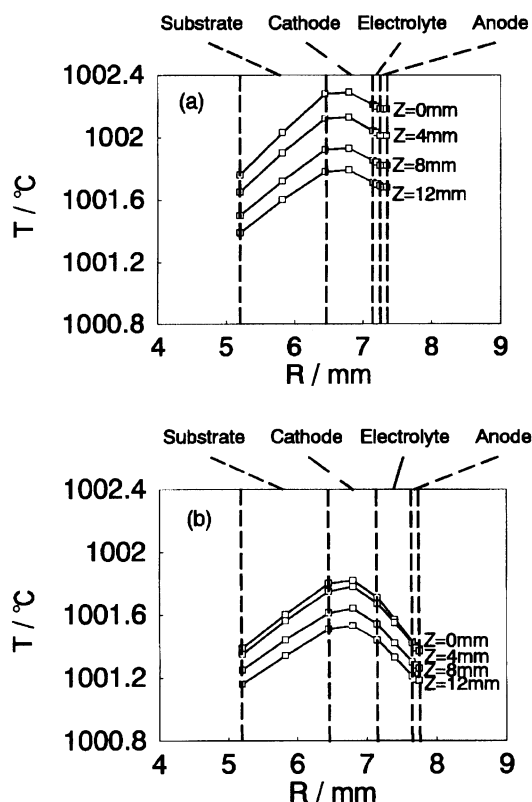 Substrate Cathode Electrolyte Anode
1002.4
(a)
Z=0mm
1002
Z=4mm
Z=8mm
1001.6
Z=12mm
T / °C
1001.2
1000.8
4 5 6 7 8 9
R / mm
Substrate Cathode Electrolyte Anode
1002.4
(b)
1002
1001.6
T / °C
Z=0mm
Z=4mm
1001.2
Z=8mm
Z=12mm
1000.8
4 5 6 7 8 9
R / mm